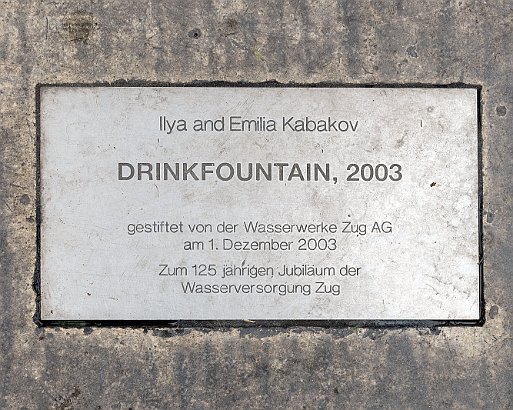 Ilya and Emilia Kabakov
DRINKFOUNTAIN, 2003
gestiftet von der Wasserwerke Zug AG
am 1. Dezember 2003
Zum 125 jährigen Jubiläum der
Wasserversorgung Zug